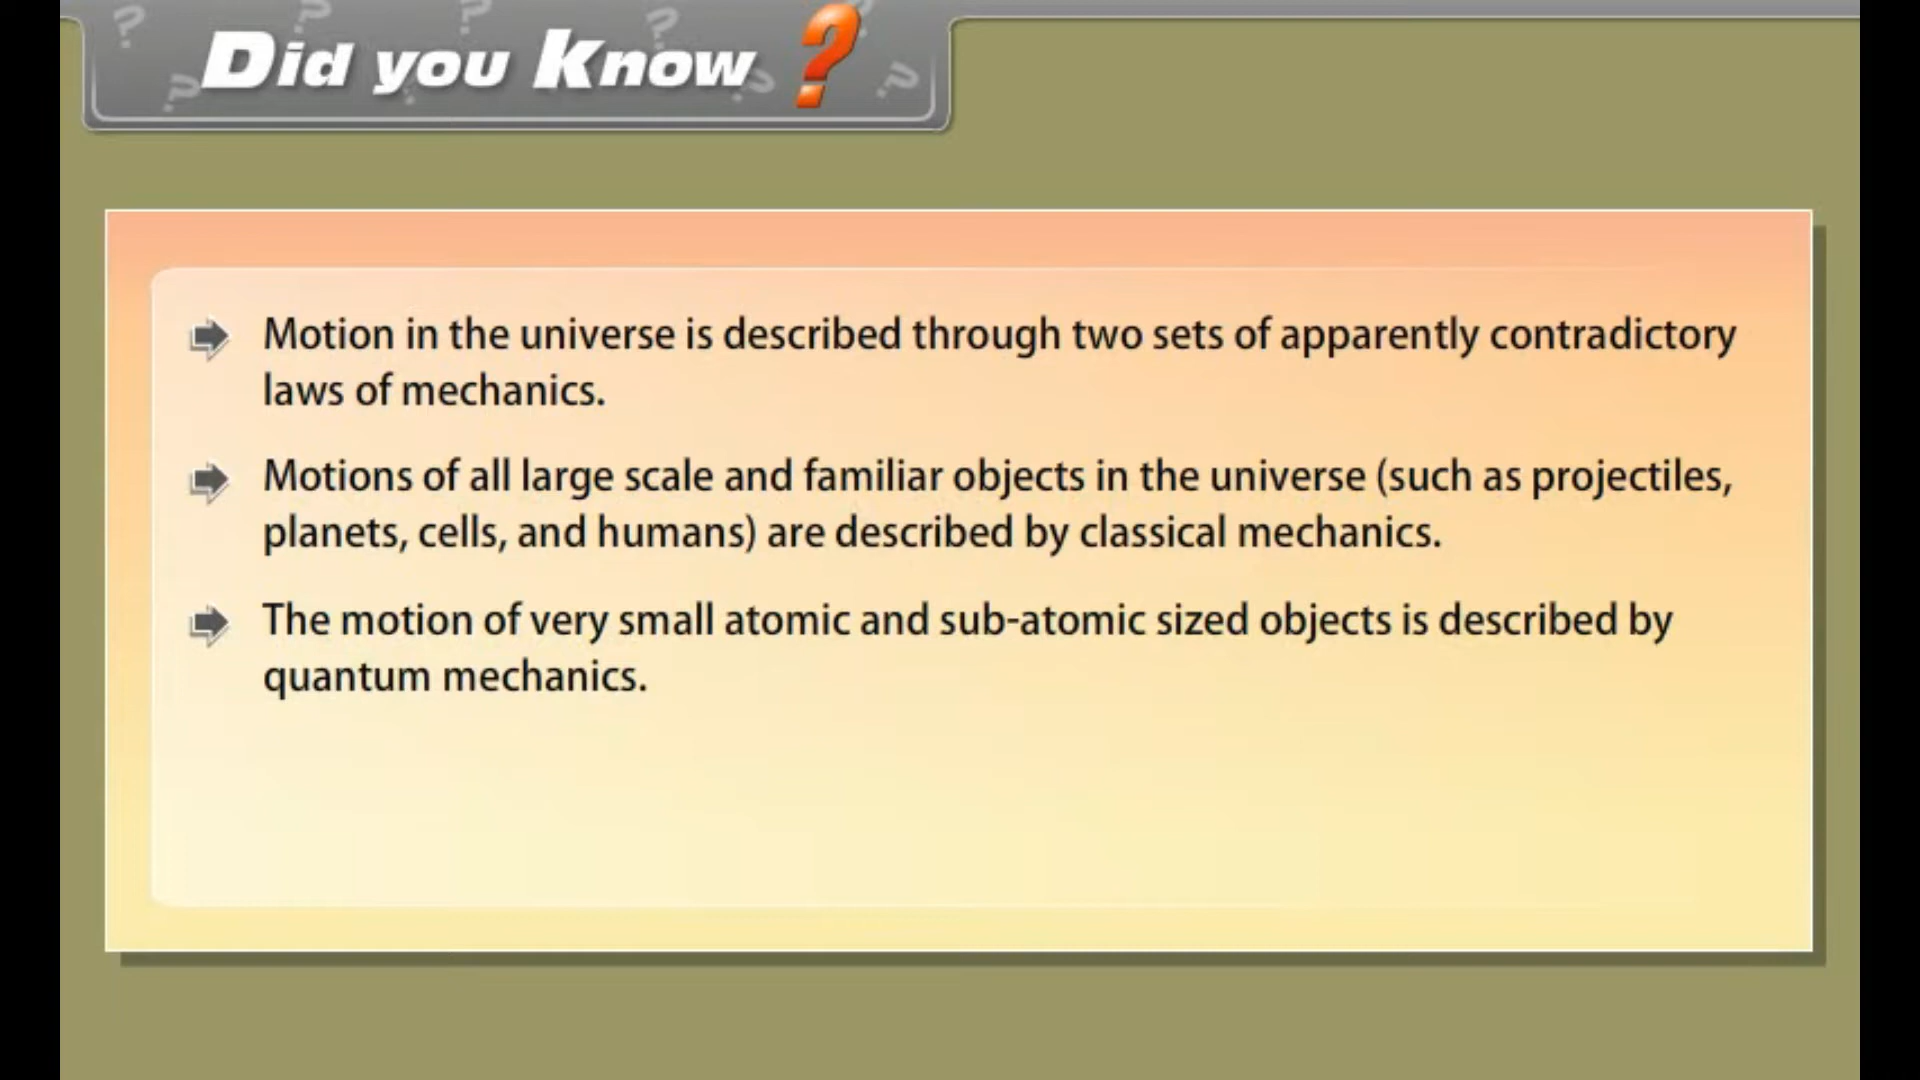 Did you Know ?
Motion in the universe is described through two sets of apparently contradictory
laws of mechanics.
Motions of all large scale and familiar objects in the universe (such as projectiles,
planets, cells, and humans) are described by classical mechanics.
The motion of very small atomic and sub-atomic sized objects is described by
quantum mechanics.